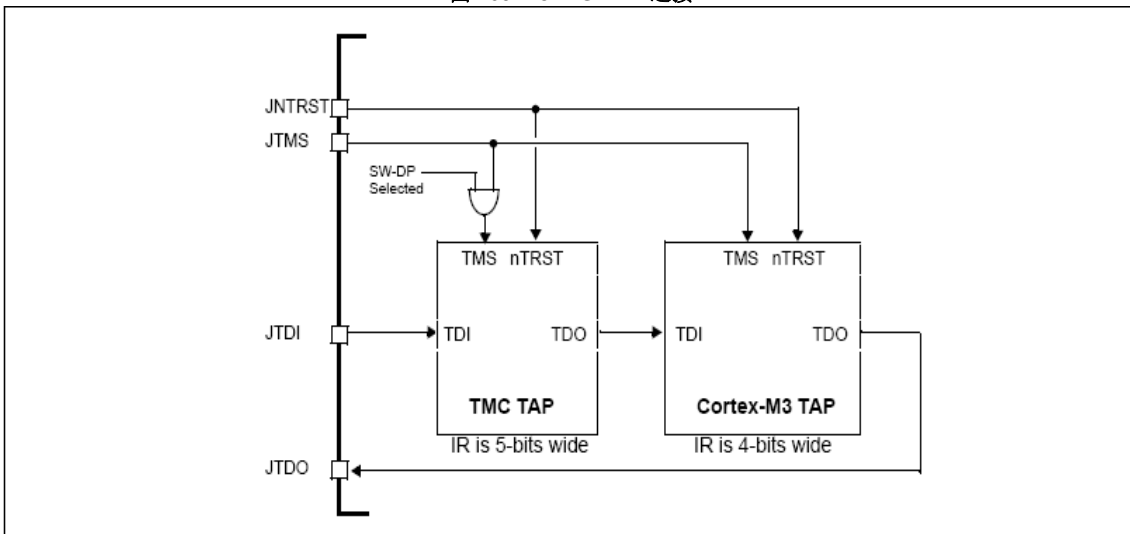 JNTRST
JTMS
SW-DP
Selected
TMS nTRST
TMS nTRST
JTDI
TDI
TDO
TDI
TDO
TMC TAP
Cortex-M3 TAP
IR is 5-bits wide
IR is 4-bits wide
JTDO